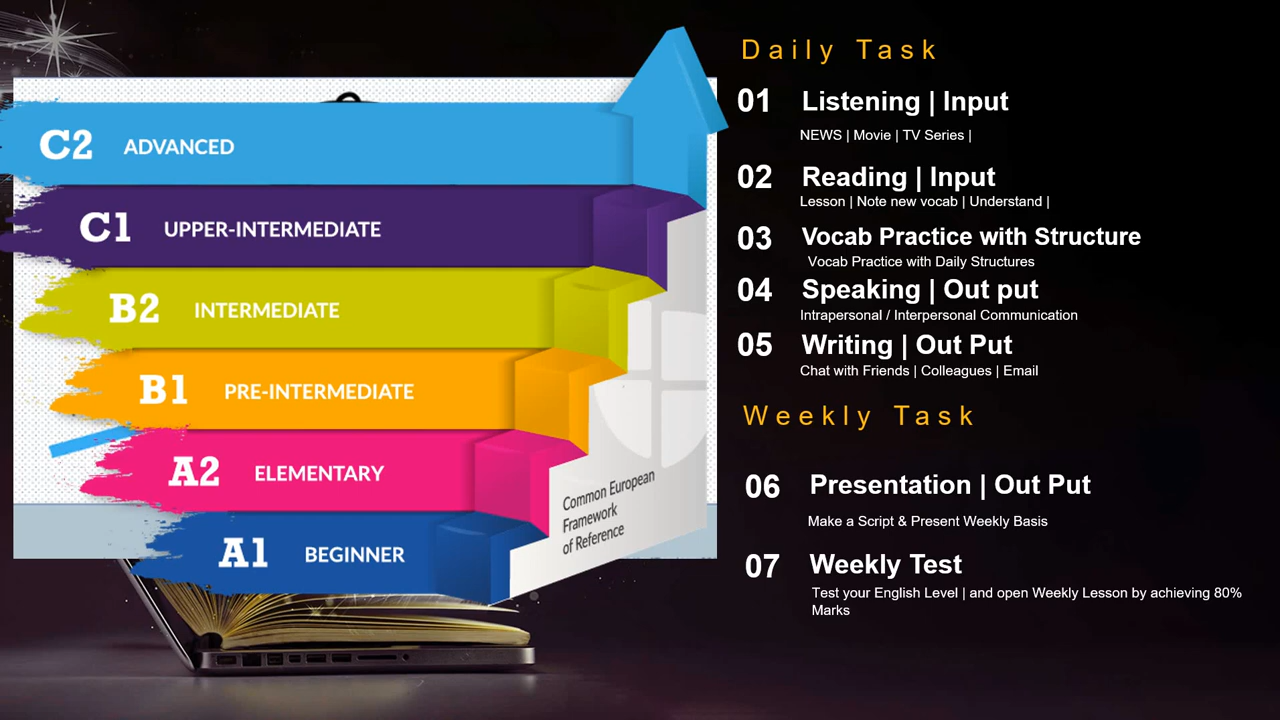 C2 ADVANCED
C1 UPPER-INTERMEDIATE
B2 INTERMEDIATE
B1 PRE-INTERMEDIATE
A2 ELEMENTARY
A1 BEGINNER
Common European
Framework
of Reference
Daily Task
01 Listening | Input
NEWS | Movie | TV Series |
02 Reading | Input
Lesson | Note new vocab | Understand |
03 Vocab Practice with Structure
Vocab Practice with Daily Structures
04 Speaking | Out put
Intrapersonal / Interpersonal Communication
05 Writing | Out Put
Chat with Friends | Colleagues | Email
Weekly Task
06 Presentation | Out Put
Make a Script & Present Weekly Basis
07 Weekly Test
Test your English Level | and open Weekly Lesson by achieving 80%
Marks